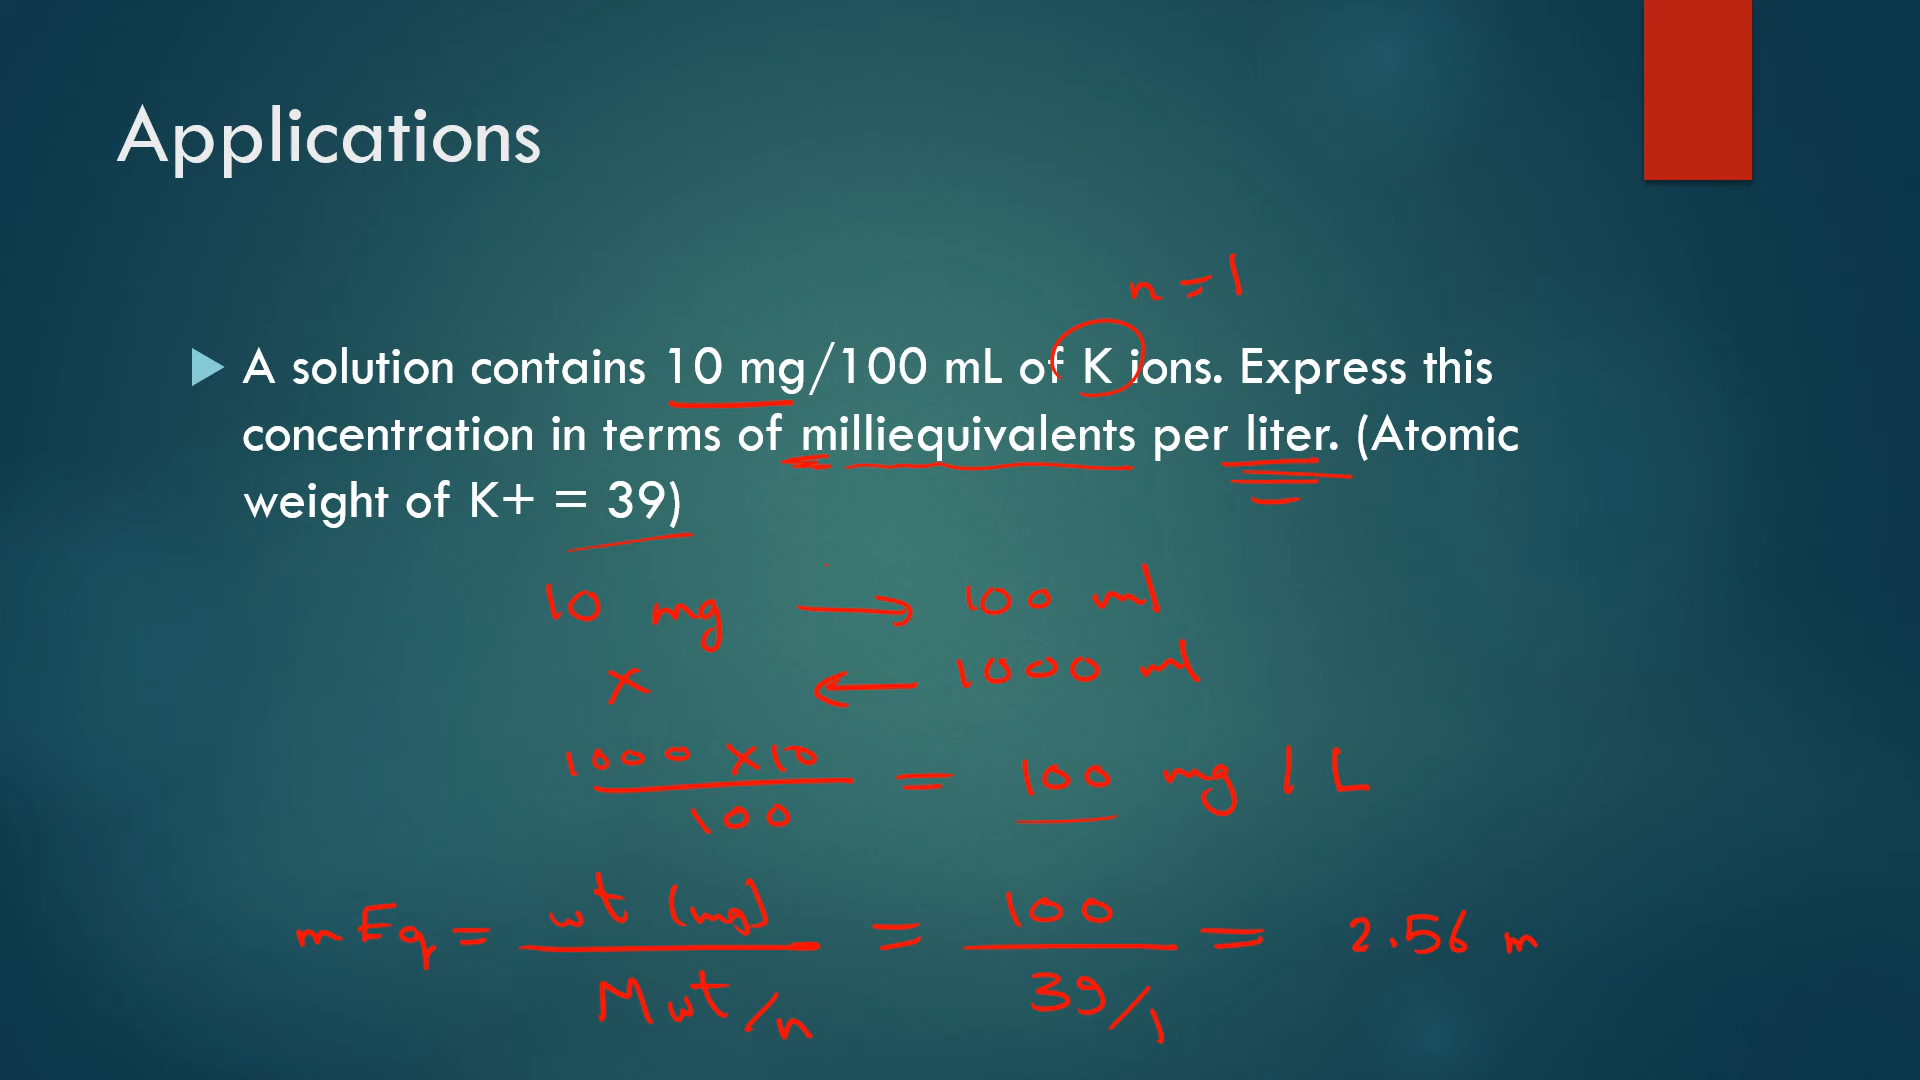 Applications
n = 1
A solution contains 10 mg/100 mL of K ions. Express this
concentration in terms of milliequivalents per liter. (Atomic
weight of K+ = 39)
10 mg → 100 ml
x ← 1000 ml
1000 x 10 / 100 = 100 mg / L
mEq = wt (mg) / M wt / n = 100 / 39 / 1 = 2.56 m